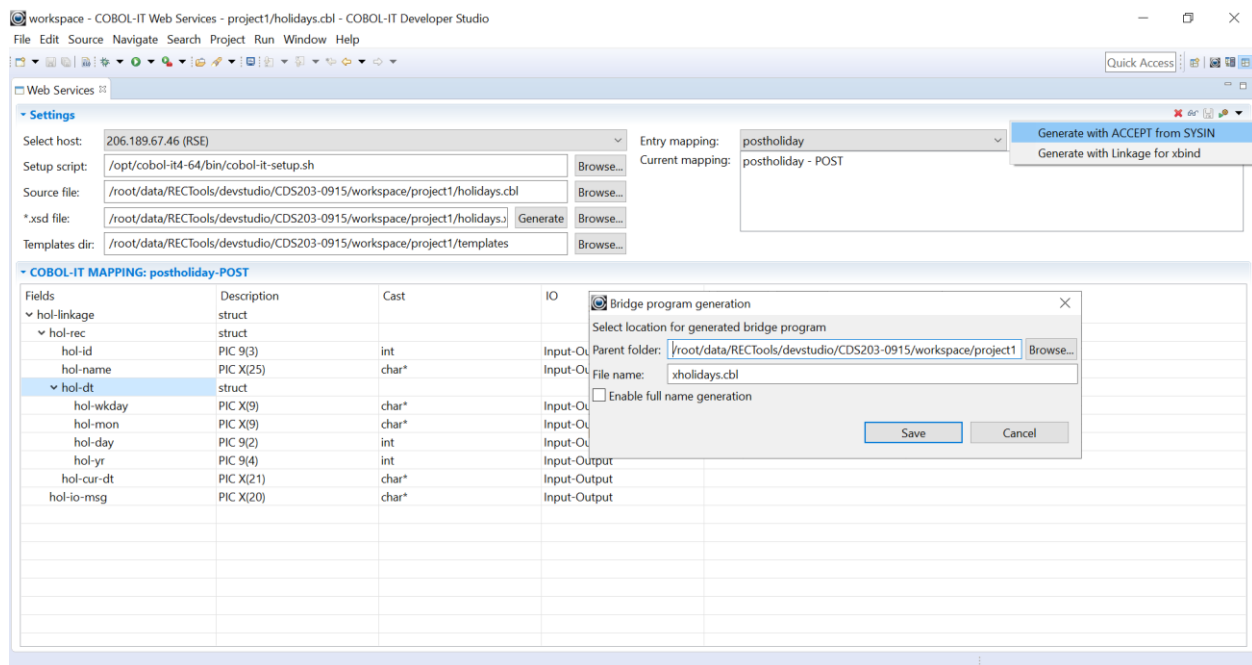 workspace - COBOL-IT Web Services - project1/holidays.cbl - COBOL-IT Developer Studio
File Edit Source Navigate Search Project Run Window Help
Quick Access
Web Services
Settings
Select host: 206.189.67.46 (RSE) Entry mapping: postholiday
Generate with ACCEPT from SYSIN
Generate with Linkage for xbind
Setup script: /opt/cobol-it4-64/bin/cobol-it-setup.sh Browse... Current mapping: postholiday - POST
Source file: /root/data/RECTools/devstudio/CDS203-0915/workspace/project1/holidays.cbl Browse...
*.xsd file: /root/data/RECTools/devstudio/CDS203-0915/workspace/project1/holidays. Generate Browse...
Templates dir: /root/data/RECTools/devstudio/CDS203-0915/workspace/project1/templates Browse...
COBOL-IT MAPPING: postholiday-POST
Fields Description Cast IO
hol-linkage struct
hol-rec struct
hol-id PIC 9(3) int Input-Ou
hol-name PIC X(25) char* Input-Ou
hol-dt struct
hol-wkday PIC X(9) char* Input-Ou
hol-mon PIC X(9) char* Input-Ou
hol-day PIC 9(2) int Input-Ou
hol-yr PIC 9(4) int Input-Output
hol-cur-dt PIC X(21) char* Input-Output
hol-io-msg PIC X(20) char* Input-Output
Bridge program generation
Select location for generated bridge program
Parent folder: /root/data/RECTools/devstudio/CDS203-0915/workspace/project1 Browse...
File name: xholidays.cbl
Enable full name generation
Save Cancel